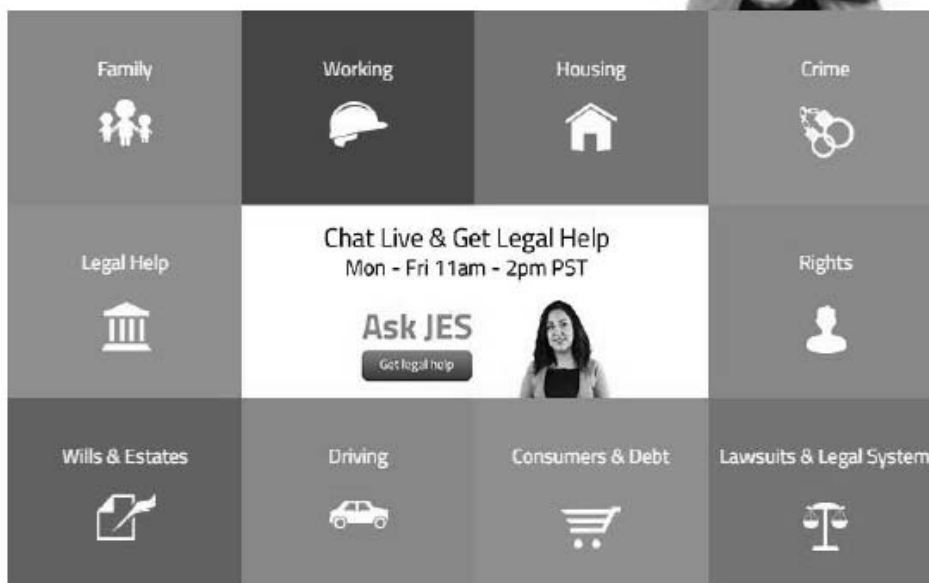 Family
Working
Housing
Crime
Legal Help
Chat Live & Get Legal Help
Mon - Fri 11am - 2pm PST
Ask JES
Get legal help
Rights
Wills & Estates
Driving
Consumers & Debt
Lawsuits & Legal System